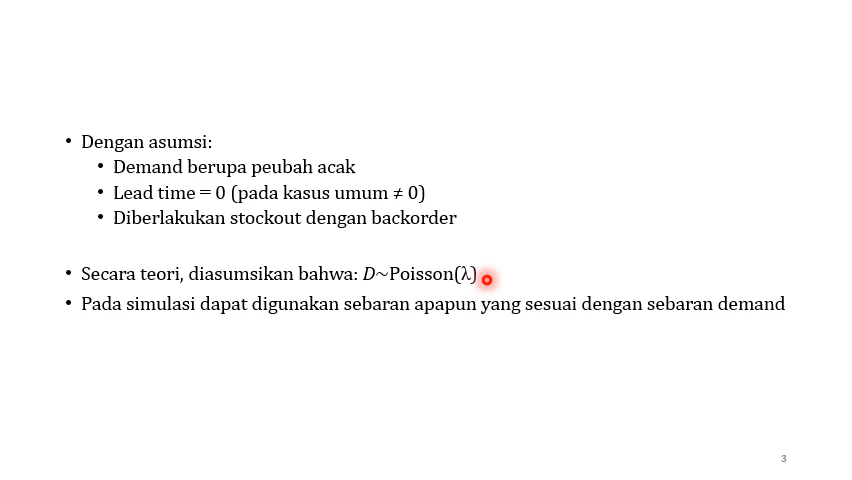 • Dengan asumsi:
• Demand berupa peubah acak
• Lead time = 0 (pada kasus umum ≠ 0)
• Diberlakukan stockout dengan backorder
• Secara teori, diasumsikan bahwa: D~Poisson(λ)
• Pada simulasi dapat digunakan sebaran apapun yang sesuai dengan sebaran demand
3